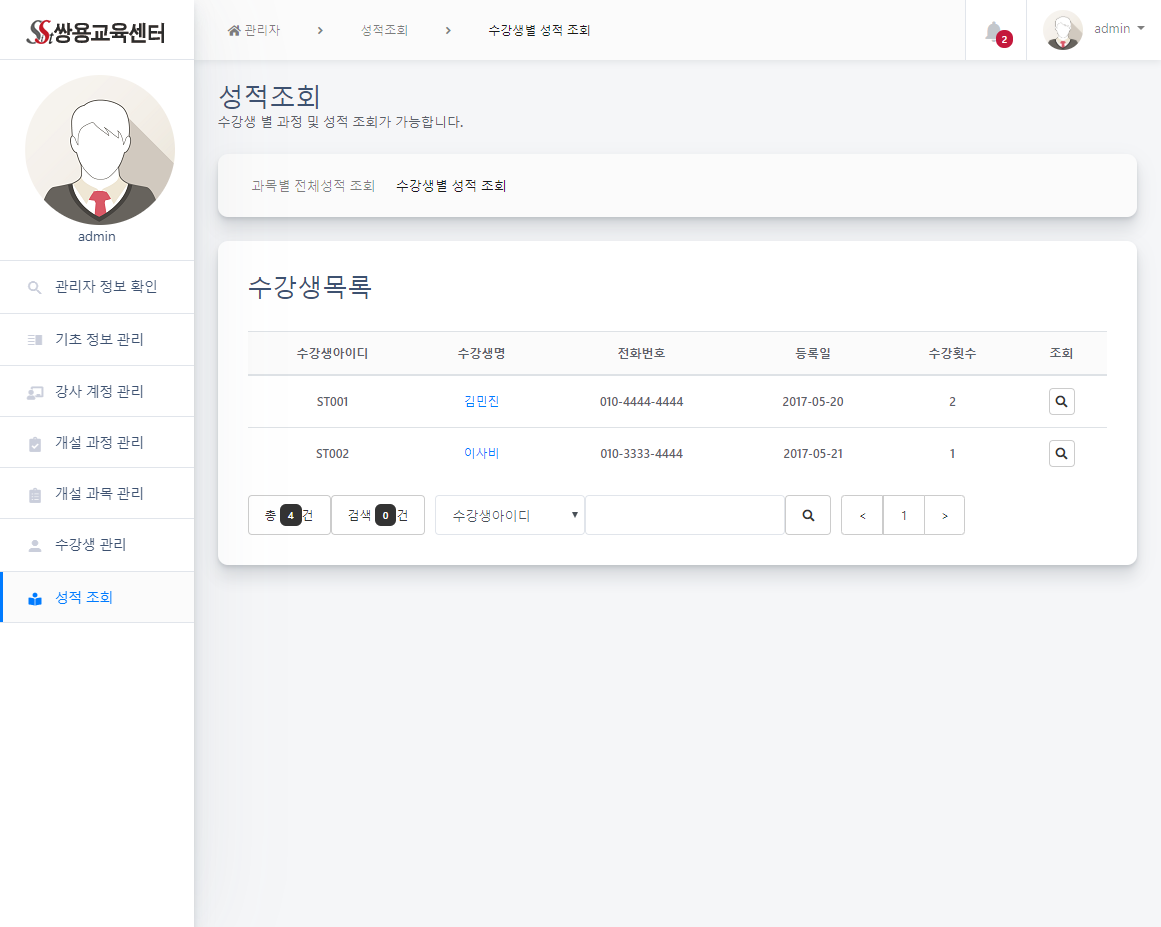 SSt쌍용교육센터
관리자 성적조회 수강생별 성적 조회
2
admin
admin
관리자 정보 확인
기초 정보 관리
강사 계정 관리
개설 과정 관리
개설 과목 관리
수강생 관리
성적 조회
성적조회
수강생 별 과정 및 성적 조회가 가능합니다.
과목별 전체성적 조회 수강생별 성적 조회
수강생목록
수강생아이디 수강생명 전화번호 등록일 수강횟수 조회
ST001 김민진 010-4444-4444 2017-05-20 2
ST002 이사비 010-3333-4444 2017-05-21 1
총 4 건 검색 0 건 수강생아이디 < 1 >